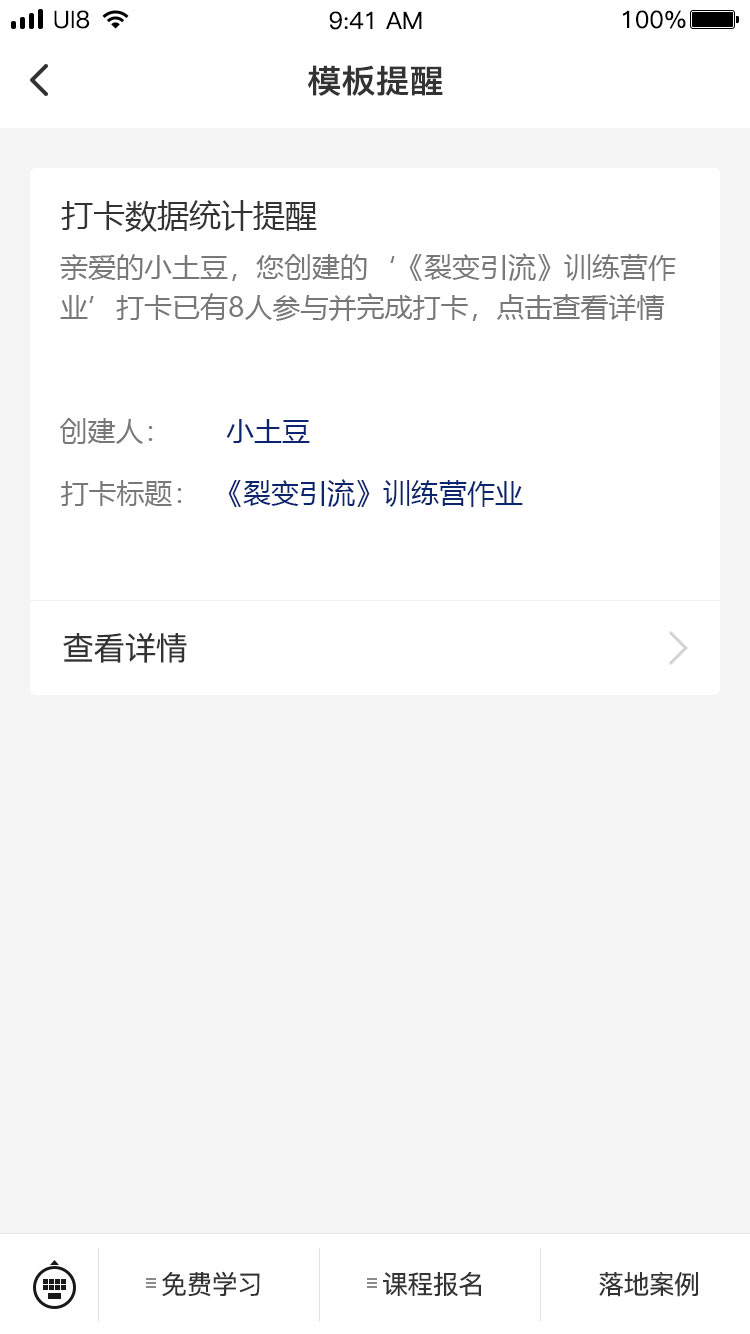 UI8 9:41 AM 100%
模板提醒
打卡数据统计提醒
亲爱的小土豆，您创建的‘《裂变引流》训练营作
业’打卡已有8人参与并完成打卡，点击查看详情
创建人： 小土豆
打卡标题： 《裂变引流》训练营作业
查看详情
免费学习 课程报名 落地案例